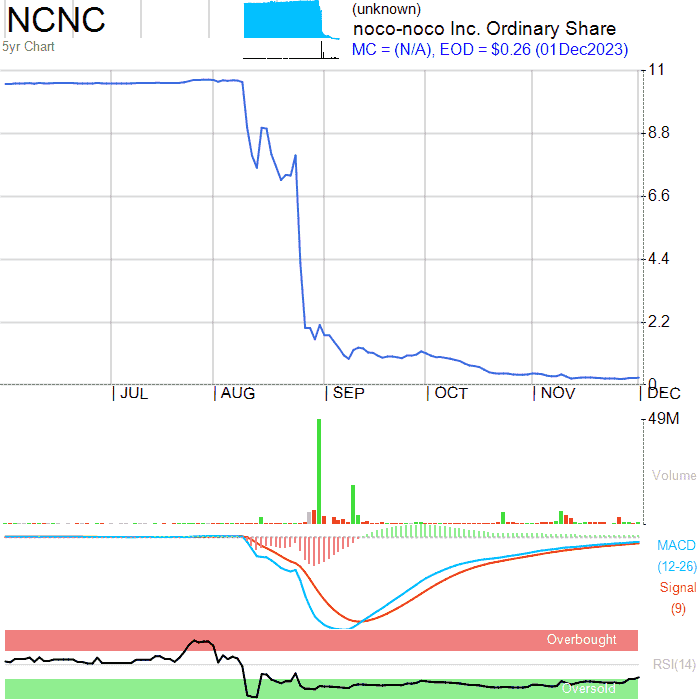 NCNC
(unknown)
noco-noco Inc. Ordinary Share
5yr Chart
MC = (N/A), EOD = $0.26 (01Dec2023)
11
8.8
6.6
4.4
2.2
0
JUL
AUG
SEP
OCT
NOV
DEC
49M
Volume
MACD
(12-26)
Signal
(9)
Overbought
RSI(14)
Oversold